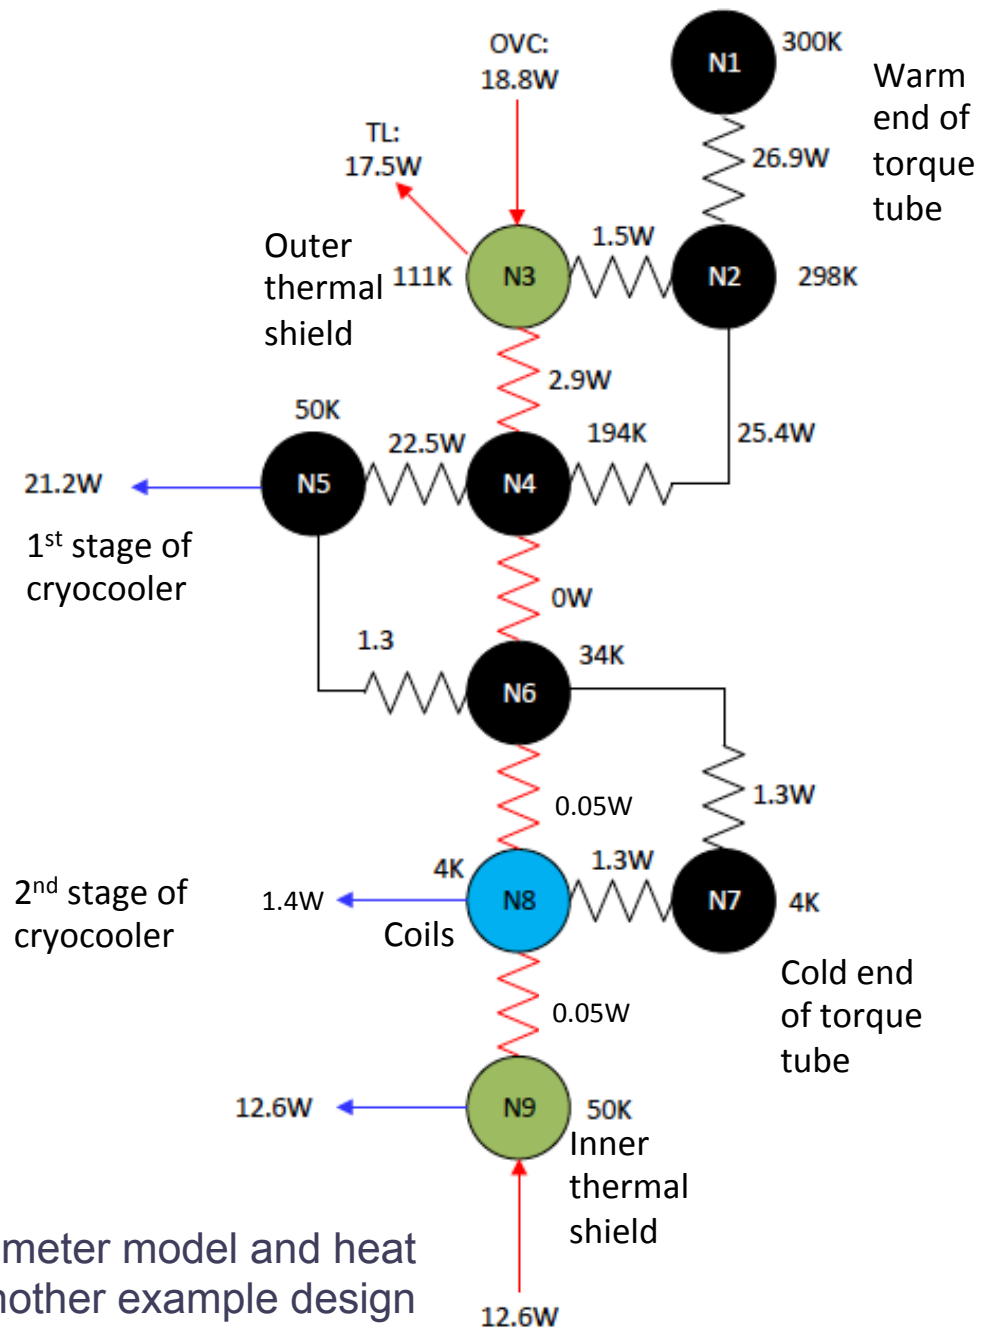 N1
300K
OVC:
18.8W
Warm
end of
torque
tube
TL:
17.5W
26.9W
Outer
thermal
shield
111K
N3
1.5W
N2
298K
2.9W
50K
22.5W
194K
25.4W
21.2W
N5
N4
1st stage of
cryocooler
0W
1.3
34K
N6
1.3W
0.05W
2nd stage of
cryocooler
1.4W
4K
N8
Coils
1.3W
N7
4K
Cold end
of torque
tube
0.05W
12.6W
N9
50K
Inner
thermal
shield
12.6W
meter model and heat
nother example design